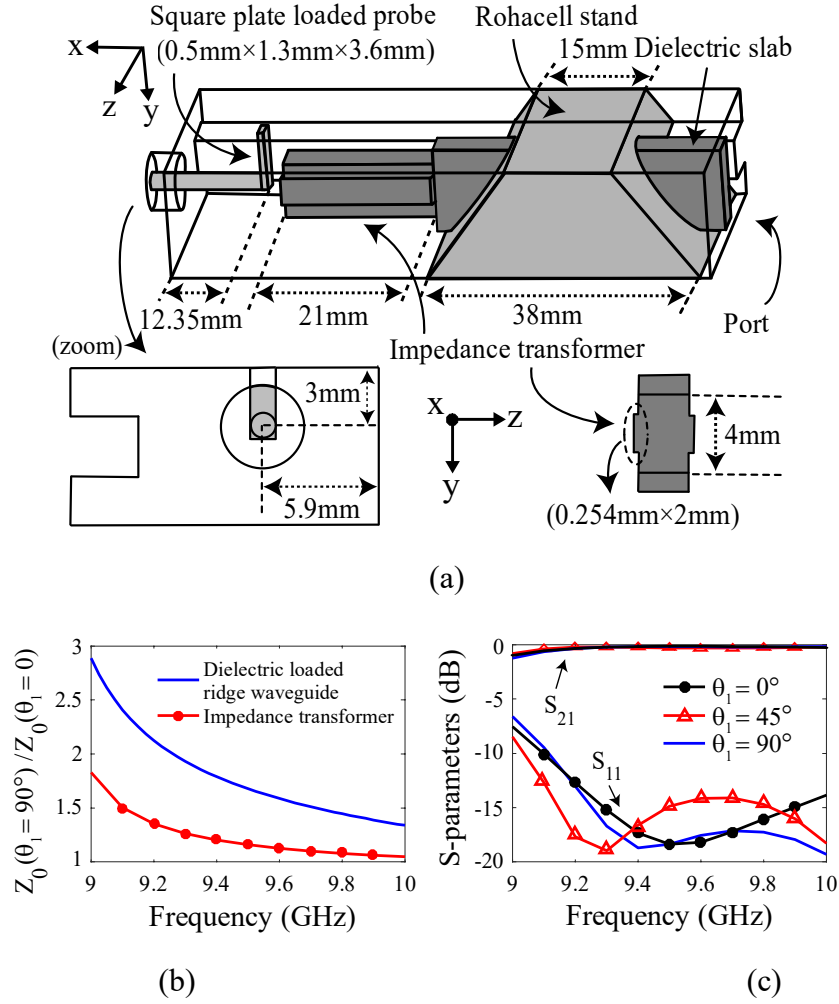 Square plate loaded probe
(0.5mm×1.3mm×3.6mm)
Rohacell stand
15mm Dielectric slab
x
z
y
12.35mm
21mm
38mm
Port
(zoom)
Impedance transformer
3mm
5.9mm
x
z
y
4mm
(0.254mm×2mm)
(a)
Z₀(θ₁ = 90°)/Z₀(θ₁ = 0)
3
2.5
2
1.5
1
Dielectric loaded
ridge waveguide
Impedance transformer
9 9.2 9.4 9.6 9.8 10
Frequency (GHz)
(b)
S-parameters (dB)
0
-5
-10
-15
-20
S₂₁
S₁₁
θ₁ = 0°
θ₁ = 45°
θ₁ = 90°
9 9.2 9.4 9.6 9.8 10
Frequency (GHz)
(c)